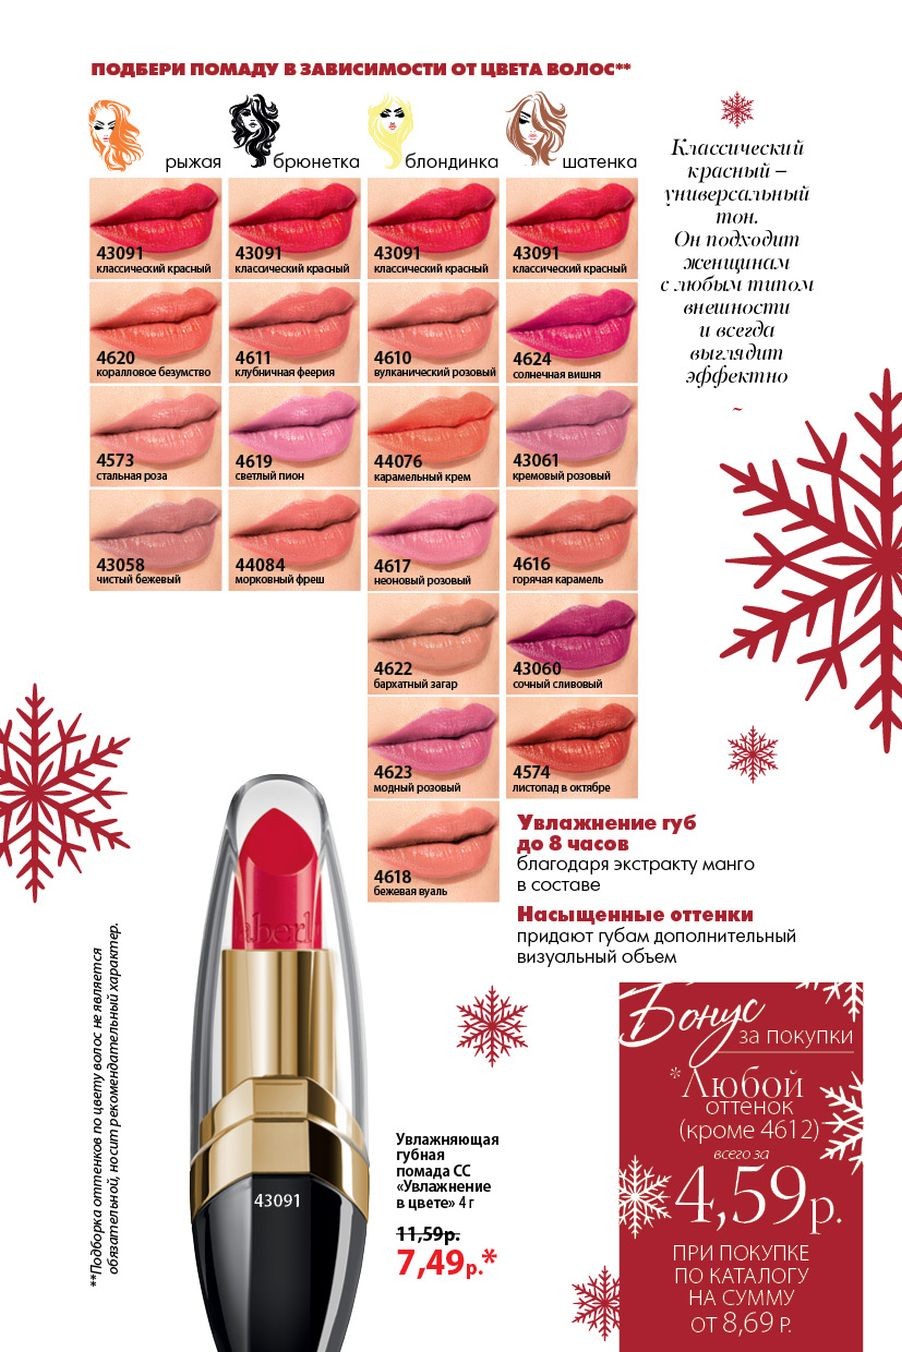 ПОДБЕРИ ПОМАДУ В ЗАВИСИМОСТИ ОТ ЦВЕТА ВОЛОС**
рыжая
брюнетка
блондинка
шатенка
43091
классический красный
43091
классический красный
43091
классический красный
43091
классический красный
4620
коралловое безумство
4611
клубничная феерия
4610
вулканический розовый
4624
солнечная вишня
4573
стальная роза
4619
светлый пион
44076
карамельный крем
43061
кремовый розовый
43058
чистый бежевый
44084
морковный фреш
4617
неоновый розовый
4616
горячая карамель
4622
бархатный загар
43060
сочный сливовый
4623
модный розовый
4574
листопад в октябре
4618
бежевая вуаль
Классический
красный –
универсальный
тон.
Он подходит
женщинам
с любым типом
внешности
и всегда
выглядит
эффектно
~
Увлажнение губ
до 8 часов
благодаря экстракту манго
в составе
Насыщенные оттенки
придают губам дополнительный
визуальный объем
**Подборка оттенков по цвету волос не является
обязательной, носит рекомендательный характер.
aberl
43091
Увлажняющая
губная
помада СС
«Увлажнение
в цвете» 4 г
11,59р.
7,49р.*
Бонус
за покупки
*Любой
оттенок
(кроме 4612)
всего за
4,59р.
ПРИ ПОКУПКЕ
ПО КАТАЛОГУ
НА СУММУ
ОТ 8,69 Р.